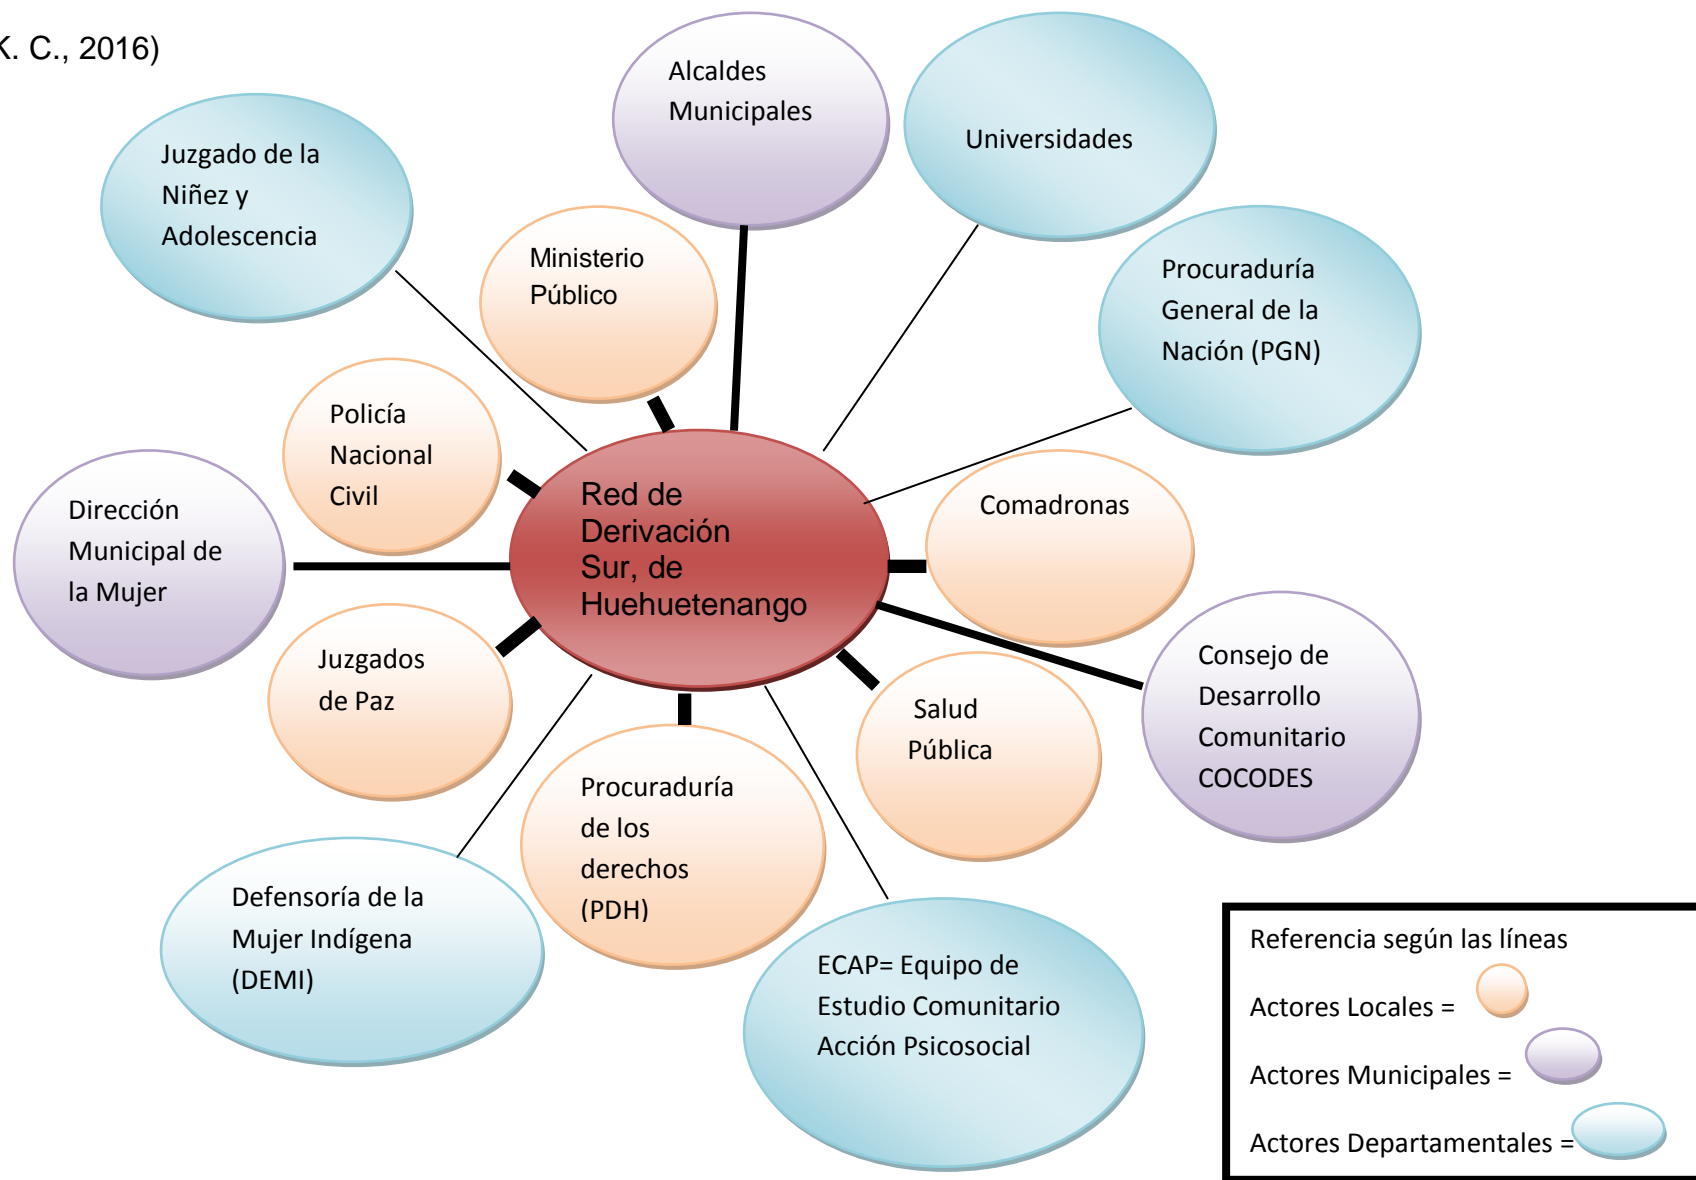 K. C., 2016)
Alcaldes
Municipales
Universidades
Juzgado de la
Niñez y
Adolescencia
Ministerio
Público
Procuraduría
General de la
Nación (PGN)
Policía
Nacional
Civil
Red de
Derivación
Sur, de
Huehuetenango
Comadronas
Dirección
Municipal de
la Mujer
Juzgados
de Paz
Salud
Pública
Consejo de
Desarrollo
Comunitario
COCODES
Procuraduría
de los
derechos
(PDH)
Defensoría de la
Mujer Indígena
(DEMI)
ECAP= Equipo de
Estudio Comunitario
Acción Psicosocial
Referencia según las líneas
Actores Locales =
Actores Municipales =
Actores Departamentales =